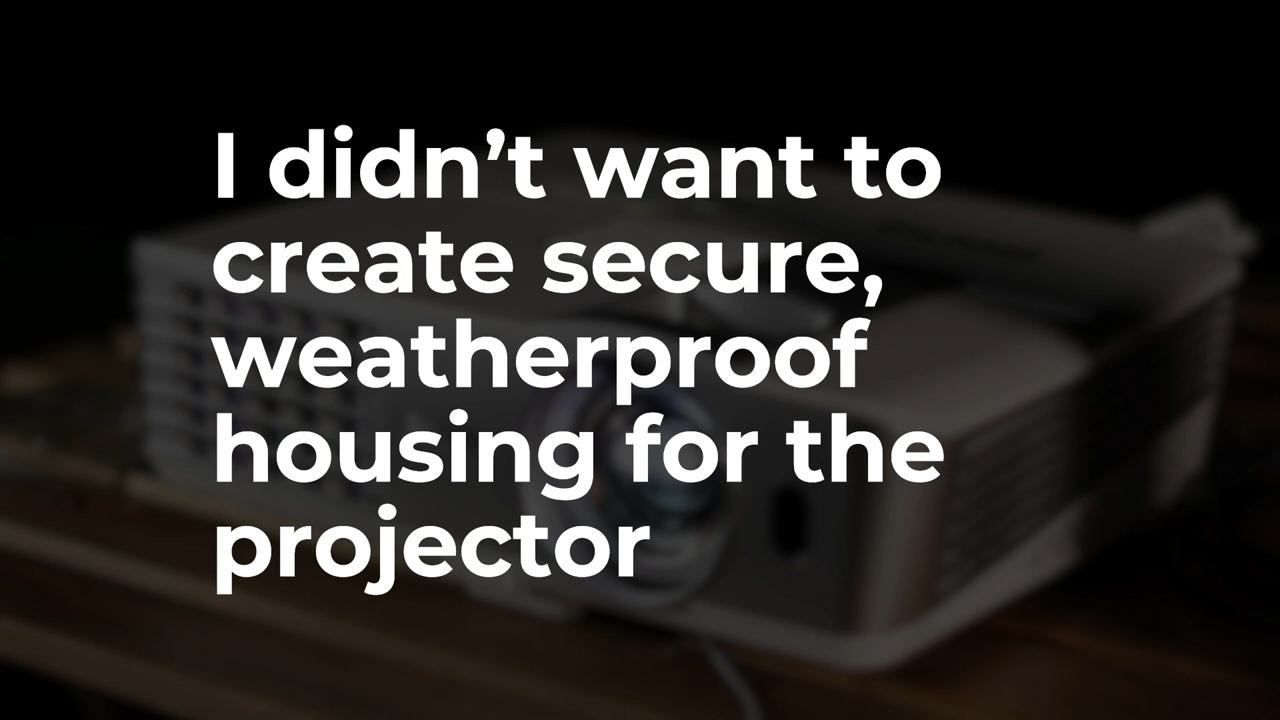 I didn’t want to
create secure,
weatherproof
housing for the
projector